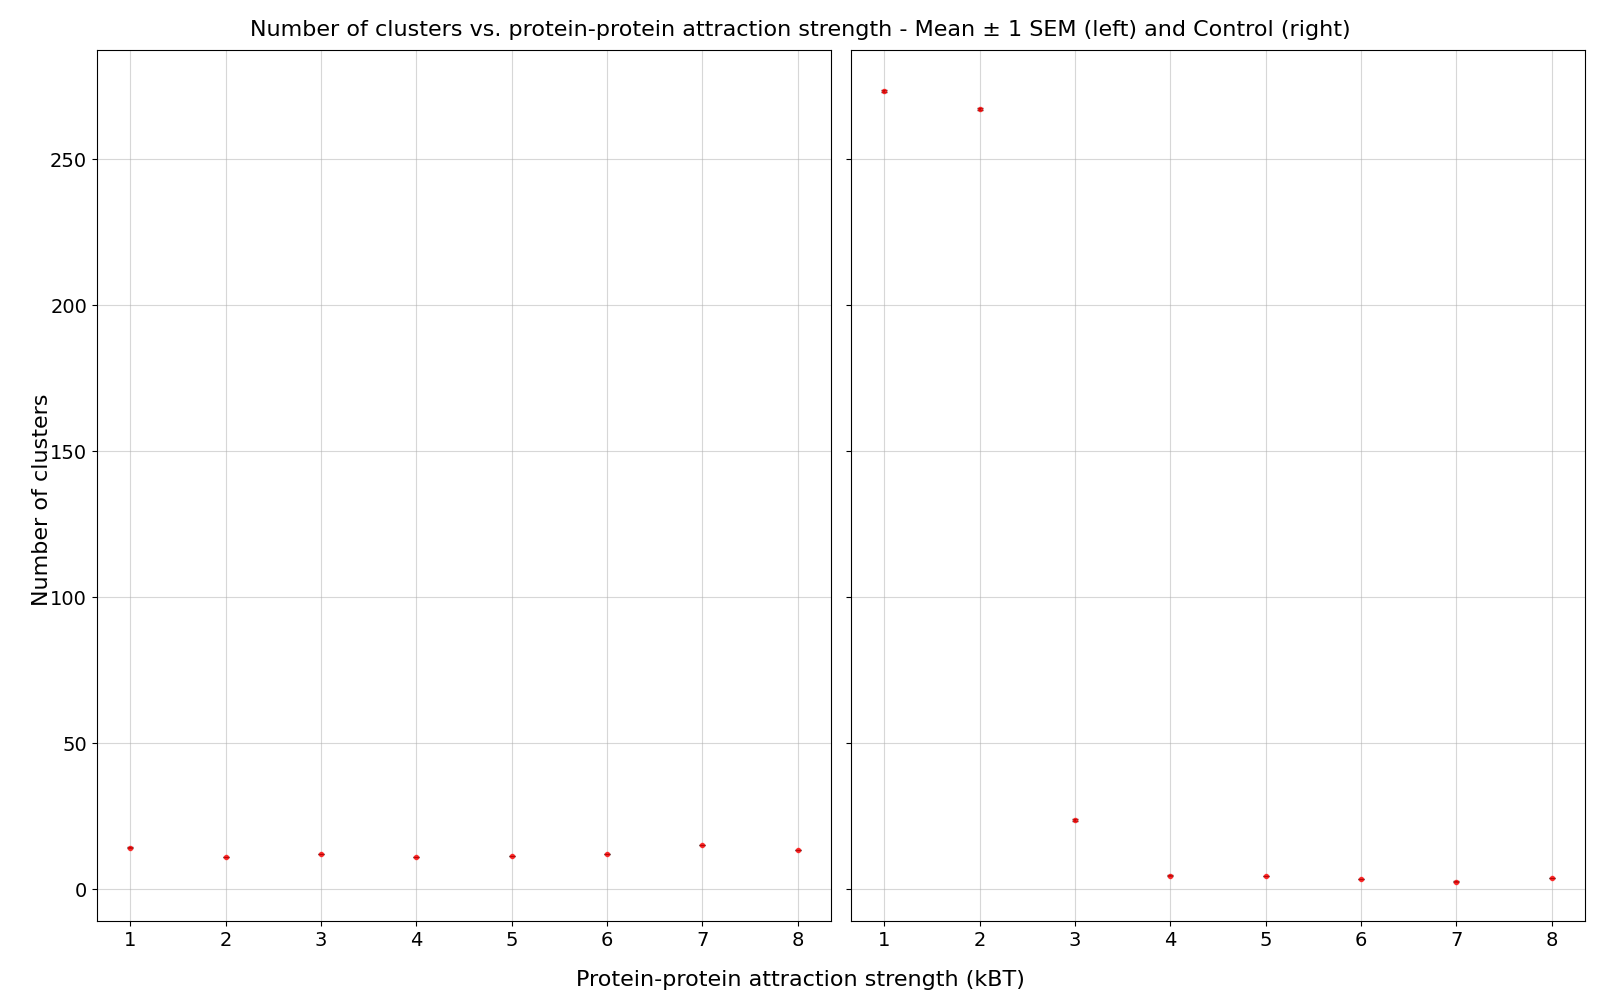 Number of clusters vs. protein-protein attraction strength - Mean ± 1 SEM (left) and Control (right)
Number of clusters
250
200
150
100
50
0
1 2 3 4 5 6 7 8
1 2 3 4 5 6 7 8
Protein-protein attraction strength (kBT)